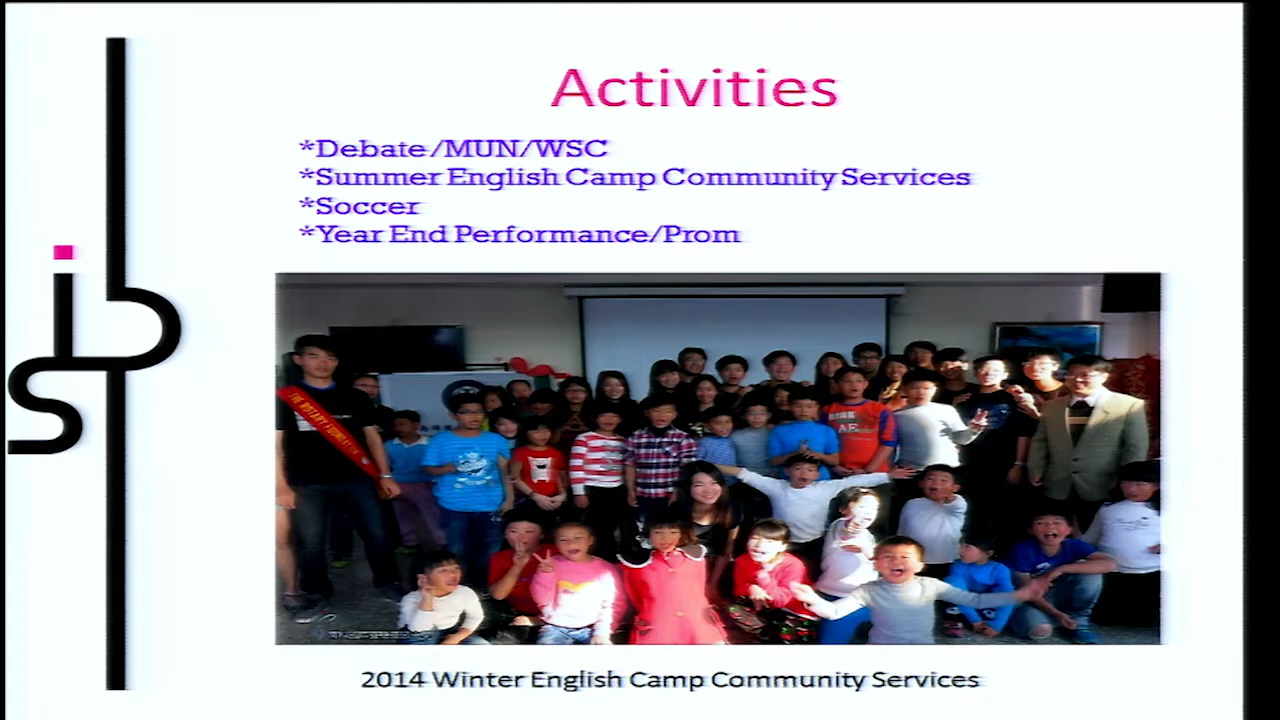 Activities
*Debate/MUN/WSC
*Summer English Camp Community Services
*Soccer
*Year End Performance/Prom
ibs
2014 Winter English Camp Community Services